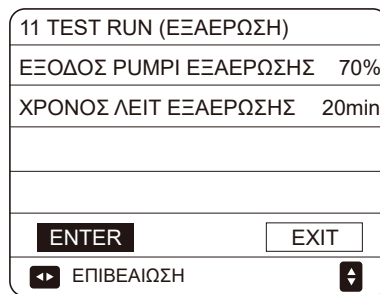 11 TEST RUN (ΕΞΑΕΡΩΣΗ)
ΕΞΟΔΟΣ PUMPI ΕΞΑΕΡΩΣΗΣ 70%
ΧΡΟΝΟΣ ΛΕΙΤ ΕΞΑΕΡΩΣΗΣ 20min
ENTER EXIT
ΕΠΙΒΕΑΙΩΣΗ